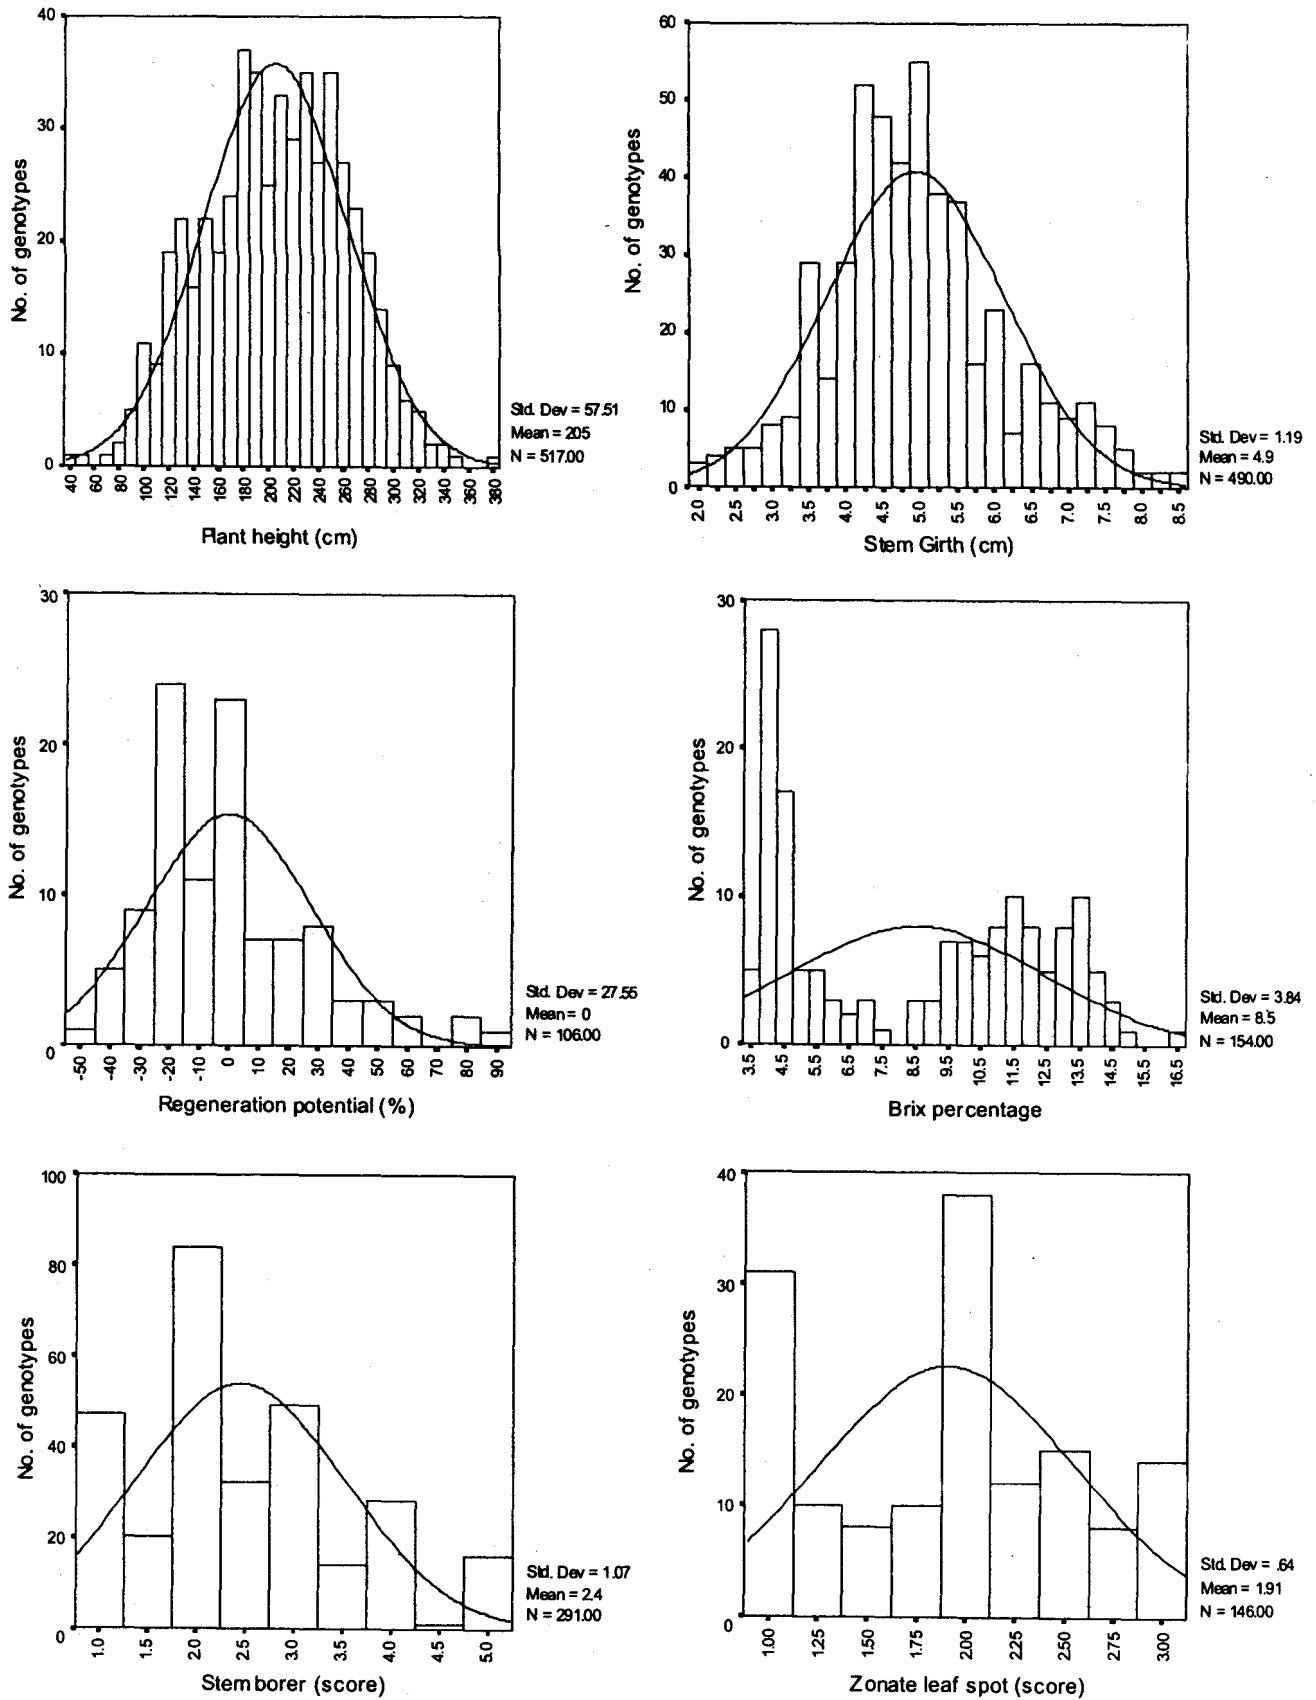 40
30
20
10
0
No. of genotypes
40 60 80 100 120 140 160 180 200 220 240 260 280 300 320 340 360 380
Plant height (cm)
Std. Dev = 57.51
Mean = 205
N = 517.00
60
50
40
30
20
10
0
No. of genotypes
2.0 2.5 3.0 3.5 4.0 4.5 5.0 5.5 6.0 6.5 7.0 7.5 8.0 8.5
Stem Girth (cm)
Std. Dev = 1.19
Mean = 4.9
N = 490.00
30
20
10
0
No. of genotypes
-50 -40 -30 -20 -10 0 10 20 30 40 50 60 70 80 90
Regeneration potential (%)
Std. Dev = 27.55
Mean = 0
N = 106.00
30
20
10
0
No. of genotypes
3.5 4.5 5.5 6.5 7.5 8.5 9.5 10.5 11.5 12.5 13.5 14.5 15.5 16.5
Brix percentage
Std. Dev = 3.84
Mean = 8.5
N = 154.00
100
80
60
40
20
0
No. of genotypes
1.0 1.5 2.0 2.5 3.0 3.5 4.0 4.5 5.0
Stem borer (score)
Std. Dev = 1.07
Mean = 2.4
N = 291.00
40
30
20
10
0
No. of genotypes
1.00 1.25 1.50 1.75 2.00 2.25 2.50 2.75 3.00
Zonate leaf spot (score)
Std. Dev = .64
Mean = 1.91
N = 146.00